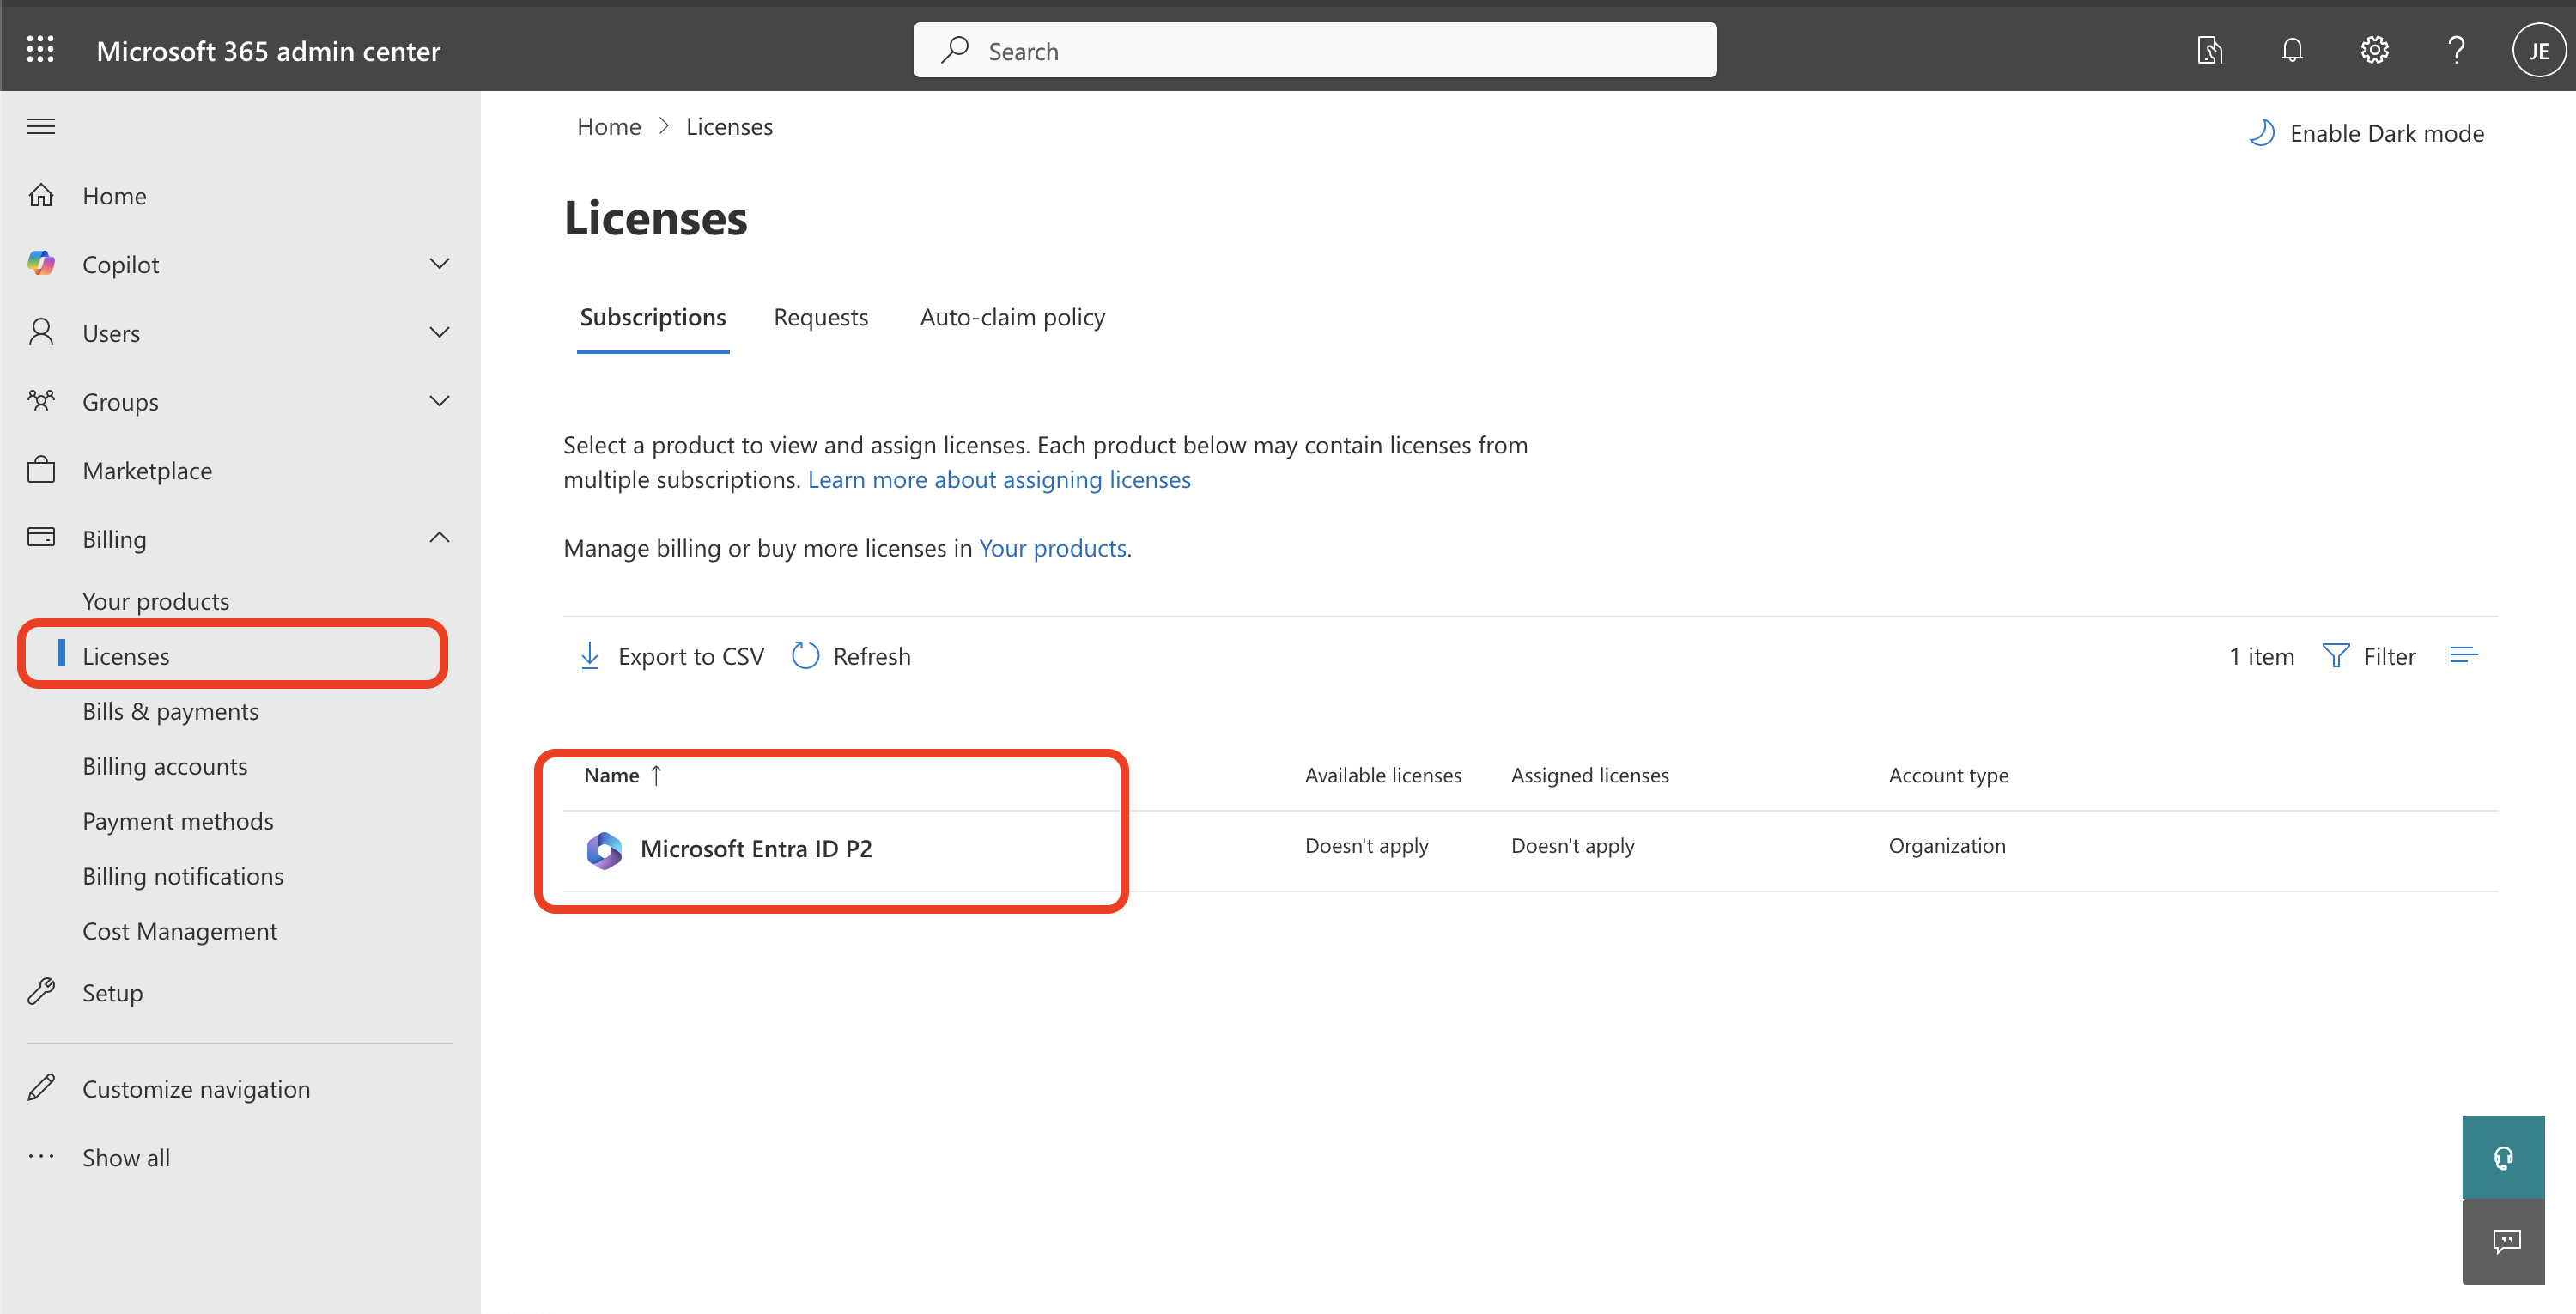 Microsoft 365 admin center
Search
JE
Home
Copilot
Users
Groups
Marketplace
Billing
Your products
Licenses
Bills & payments
Billing accounts
Payment methods
Billing notifications
Cost Management
Setup
Customize navigation
Show all
Home > Licenses
Enable Dark mode
Licenses
Subscriptions Requests Auto-claim policy
Select a product to view and assign licenses. Each product below may contain licenses from
multiple subscriptions. Learn more about assigning licenses
Manage billing or buy more licenses in Your products.
Export to CSV Refresh 1 item Filter
Name ↑ Available licenses Assigned licenses Account type
Microsoft Entra ID P2 Doesn't apply Doesn't apply Organization